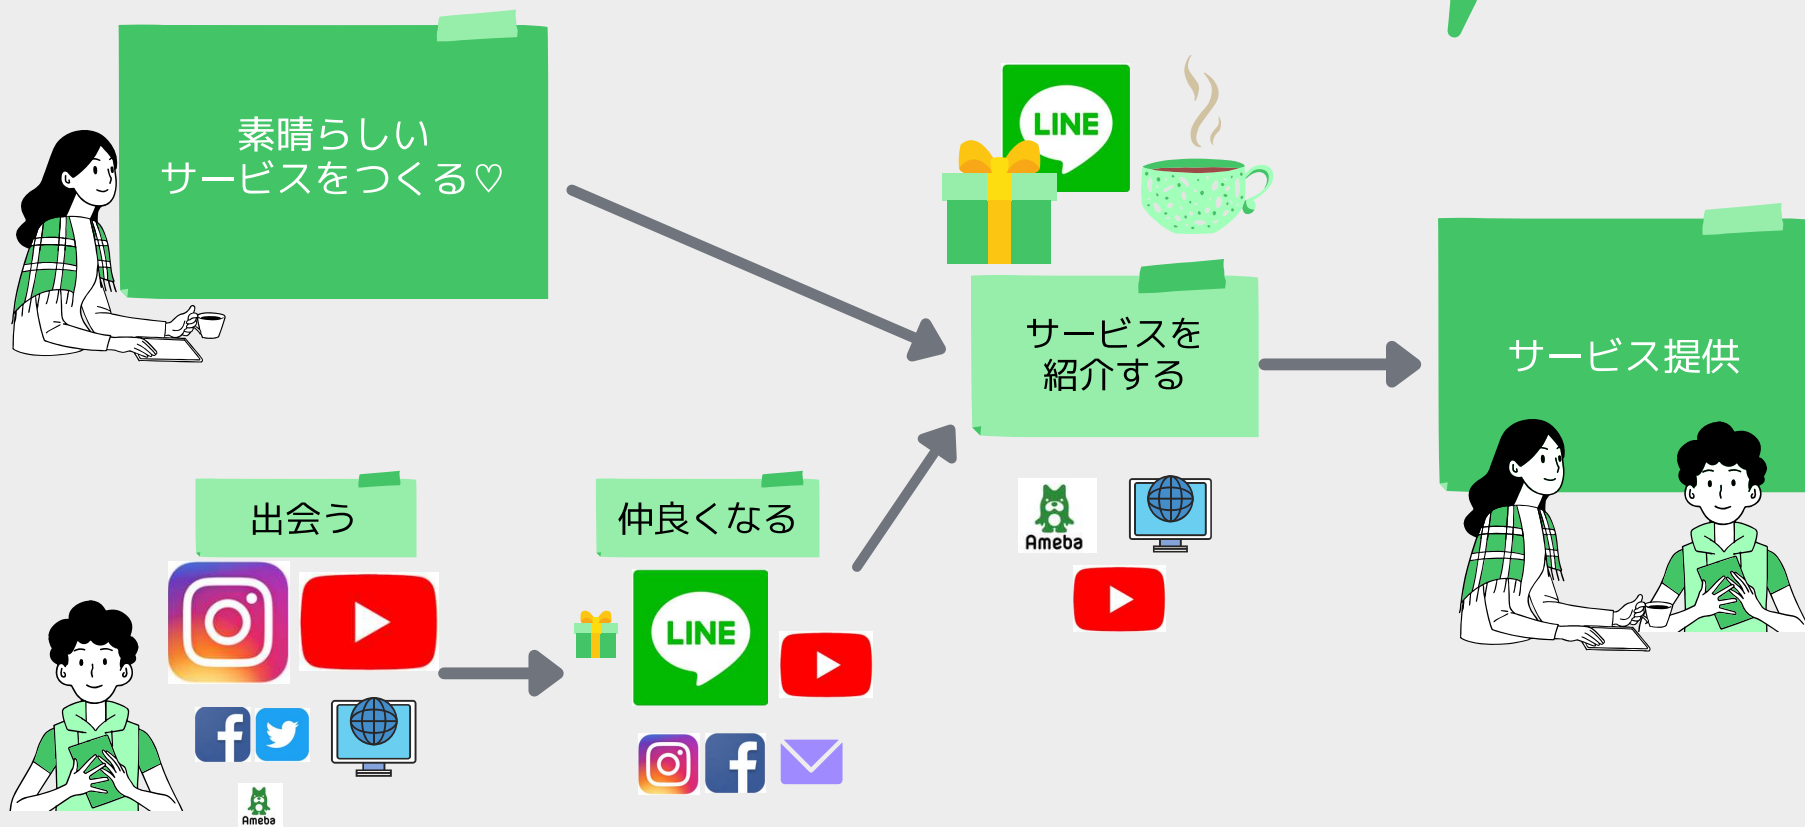 素晴らしい
サービスをつくる♡
LINE
サービスを
紹介する
サービス提供
出会う
仲良くなる
LINE
Ameba
Ameba